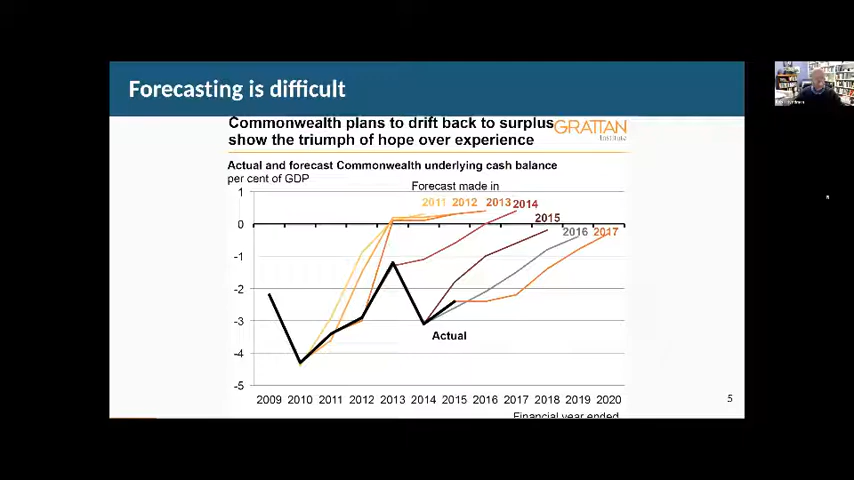 Forecasting is difficult
Commonwealth plans to drift back to surplus
show the triumph of hope over experience
GRATTAN
Institute
Actual and forecast Commonwealth underlying cash balance
per cent of GDP
Forecast made in
1
2011 2012 2013 2014
2015
0
2016 2017
-1
-2
-3
Actual
-4
-5
2009 2010 2011 2012 2013 2014 2015 2016 2017 2018 2019 2020
5
Financial year ended